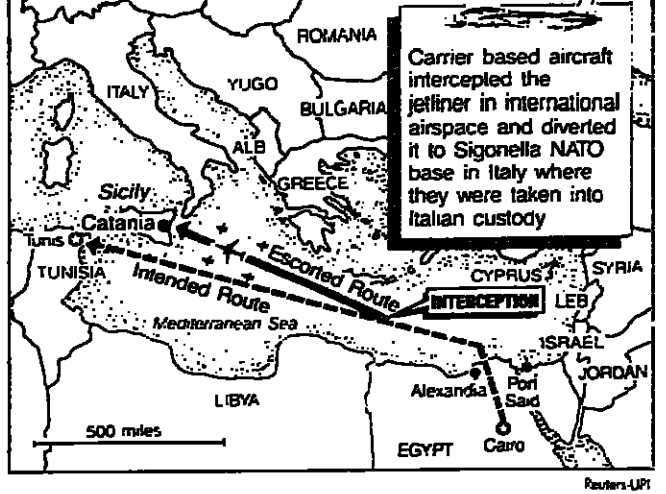 ROMANIA
Carrier based aircraft
intercepled the
jetliner in international
airspace and diverted
it to Sigonella NATO
base in Italy where
they were taken into
Italian custody
ITALY
YUGO
BULGARIA
ALB
GREECE
Sicily
Catania
Tunis
TUNISIA
Escorted Route
Intended Route
CYPRUS
SYRIA
INTERCEPTION
LEB
Mediterranean Sea
ISRAEL
JORDAN
Alexandia
Port
Said
LIBYA
500 miles
EGYPT
Cairo
Reuters-UPI